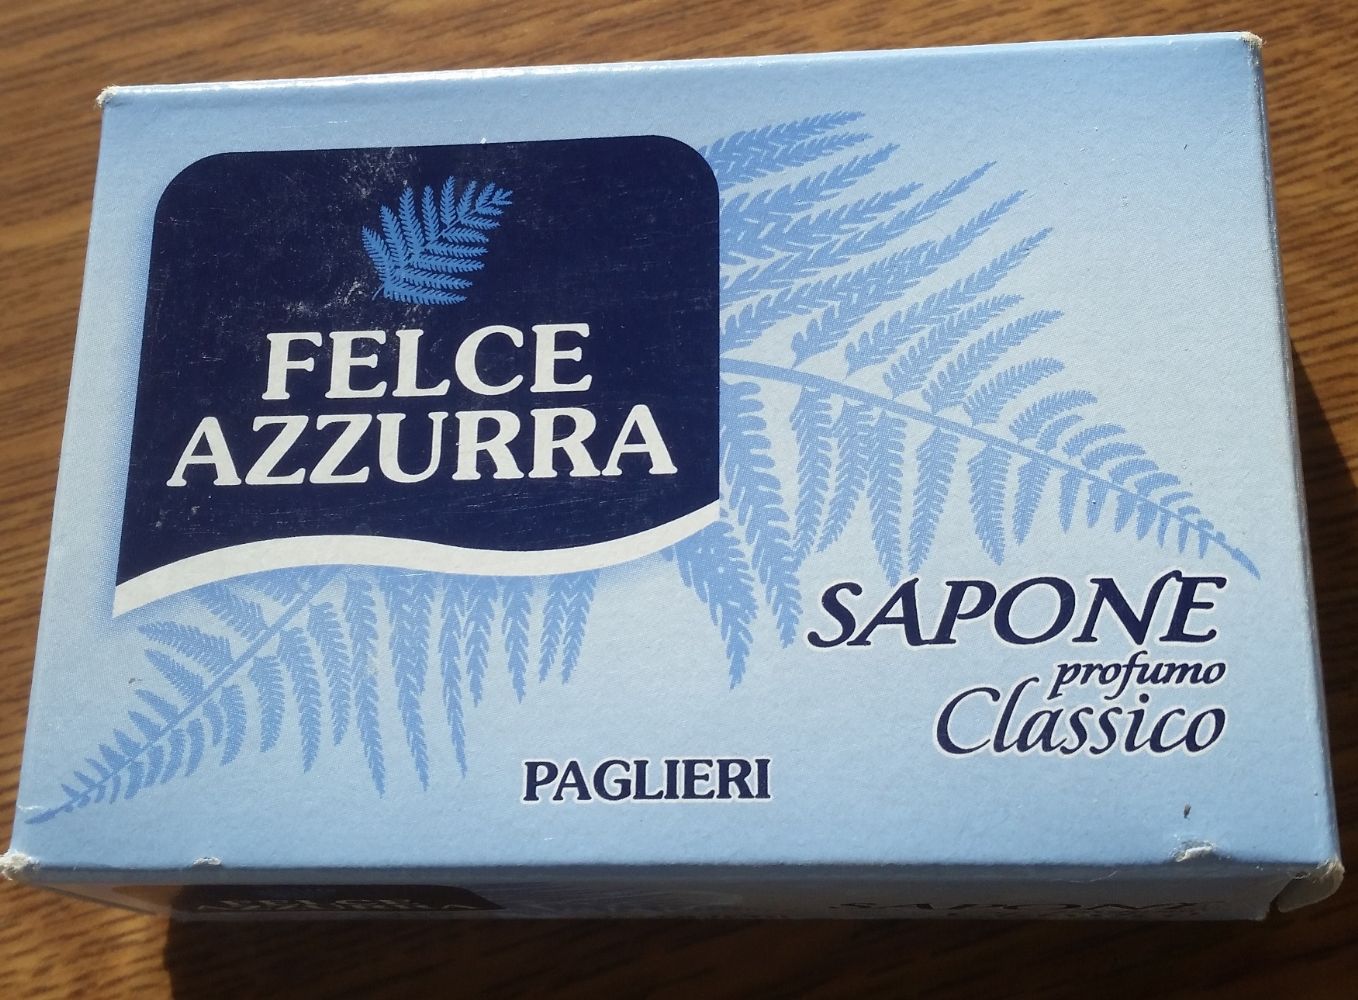 FELCE
AZZURRA
SAPONE
profumo
Classico
PAGLIERI